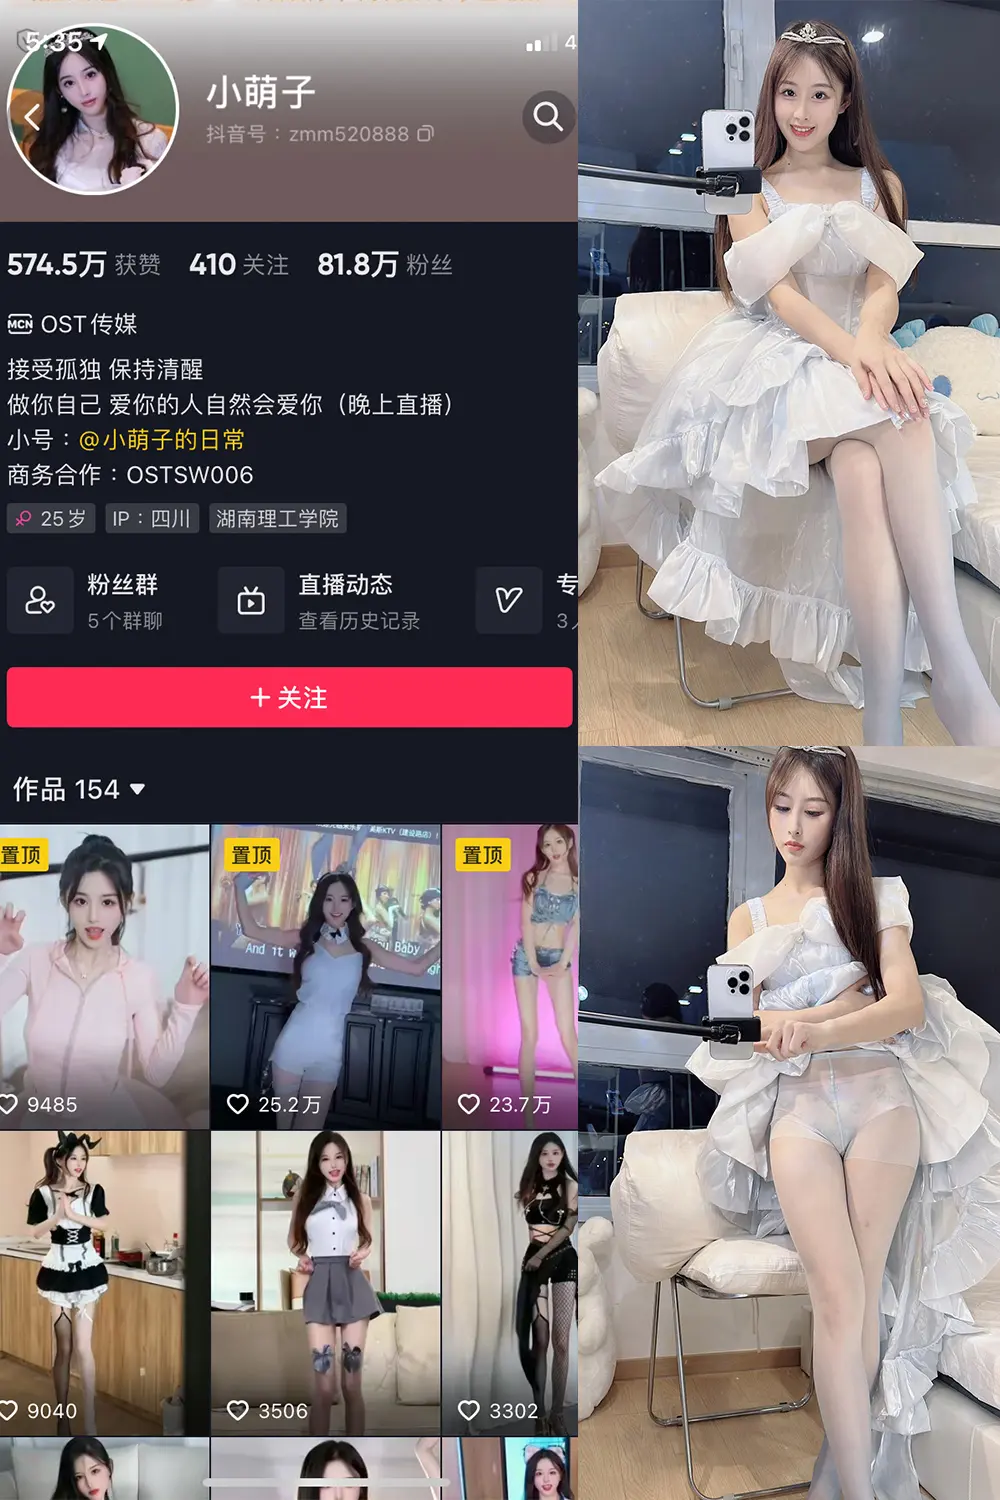 5:35
4
小萌子
抖音号：zmm520888
574.5万 获赞 410 关注 81.8万 粉丝
MCN OST传媒
接受孤独 保持清醒
做你自己 爱你的人自然会爱你（晚上直播）
小号：@小萌子的日常
商务合作：OSTSW006
25岁 IP：四川 湖南理工学院
粉丝群 直播动态 专
5个群聊 查看历史记录 3
+ 关注
作品 154
置顶 置顶 置顶
And it w
ou Baby
9485 25.2万 23.7万
9040 3506 3302